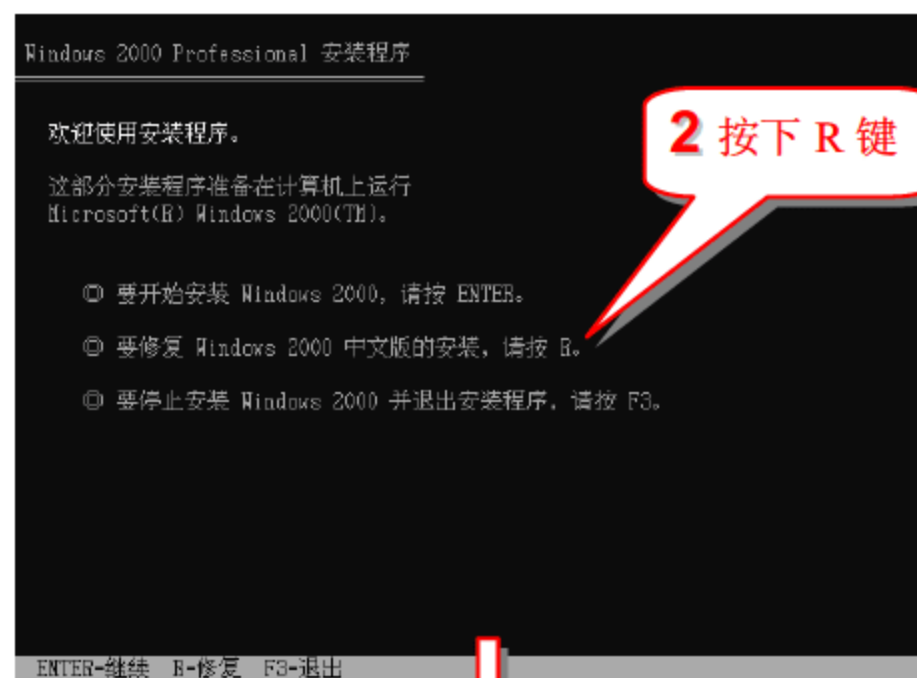 Windows 2000 Professional 安装程序
欢迎使用安装程序。
2 按下 R 键
这部分安装程序准备在计算机上运行
Microsoft(R) Windows 2000(TM)。
◎ 要开始安装 Windows 2000, 请按 ENTER。
◎ 要修复 Windows 2000 中文版的安装, 请按 R。
◎ 要停止安装 Windows 2000 并退出安装程序, 请按 F3。
ENTER-继续 R-修复 F3-退出